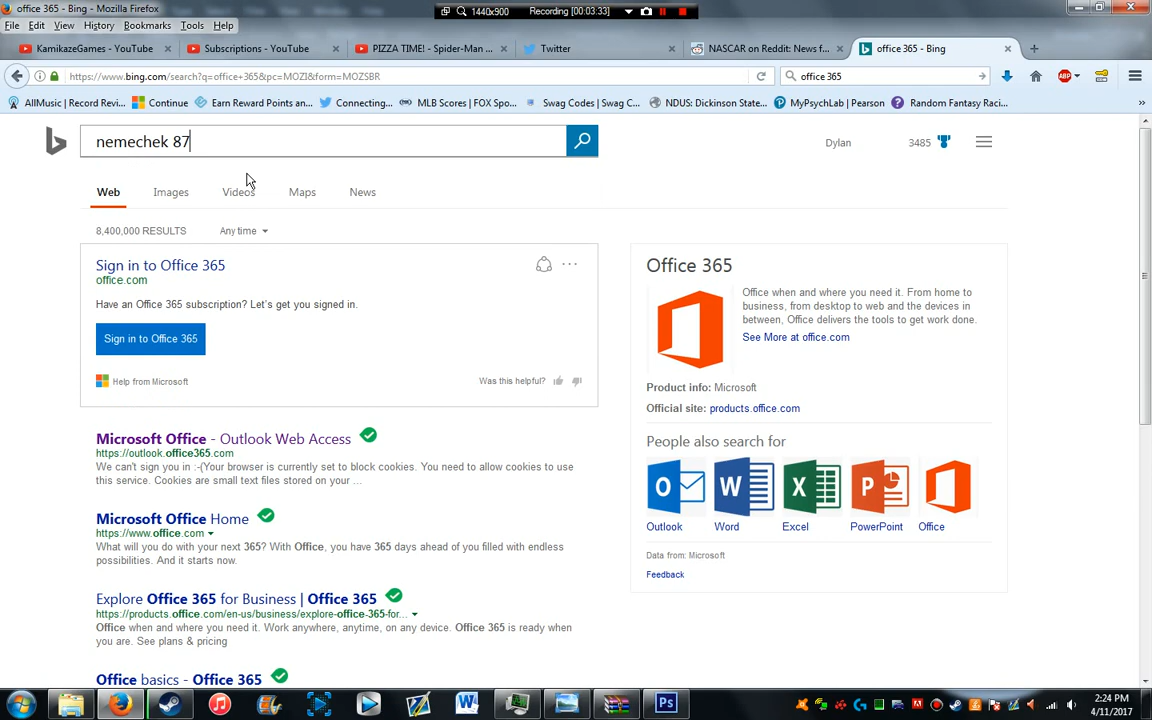 office 365 - Bing - Mozilla Firefox
1440x900 Recording [00:03:33]
File Edit View History Bookmarks Tools Help
KamikazeGames - YouTube × Subscriptions - YouTube × PIZZA TIME! - Spider-Man ... × Twitter × NASCAR on Reddit: News f... × office 365 - Bing × +
https://www.bing.com/search?q=office+365&pc=MOZI&form=MOZSBR office 365 ABP
AllMusic | Record Revi... Continue Earn Reward Points an... Connecting... MLB Scores | FOX Spo... Swag Codes | Swag C... NDUS: Dickinson State... MyPsychLab | Pearson Random Fantasy Raci... »
nemechek 87
Dylan 3485
Web Images Videos Maps News
8,400,000 RESULTS Any time
Sign in to Office 365
office.com
Have an Office 365 subscription? Let's get you signed in.
Sign in to Office 365
Help from Microsoft Was this helpful?
Microsoft Office - Outlook Web Access
https://outlook.office365.com
We can't sign you in :-(Your browser is currently set to block cookies. You need to allow cookies to use
this service. Cookies are small text files stored on your ...
Microsoft Office Home
https://www.office.com
What will you do with your next 365? With Office, you have 365 days ahead of you filled with endless
possibilities. And it starts now.
Explore Office 365 for Business | Office 365
https://products.office.com/en-us/business/explore-office-365-for...
Office when and where you need it. Work anywhere, anytime, on any device. Office 365 is ready when
you are. See plans & pricing
Office basics - Office 365
Office 365
Office when and where you need it. From home to
business, from desktop to web and the devices in
between, Office delivers the tools to get work done.
See More at office.com
Product info: Microsoft
Official site: products.office.com
People also search for
Outlook Word Excel PowerPoint Office
Data from: Microsoft
Feedback
2:24 PM
4/11/2017